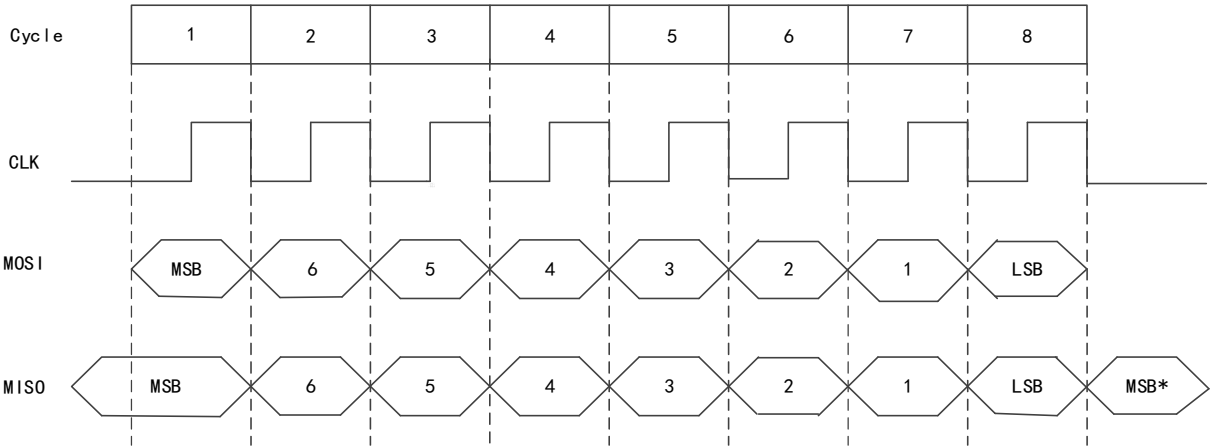 Cycle 1 2 3 4 5 6 7 8
CLK
MOSI MSB 6 5 4 3 2 1 LSB
MISO MSB 6 5 4 3 2 1 LSB MSB*